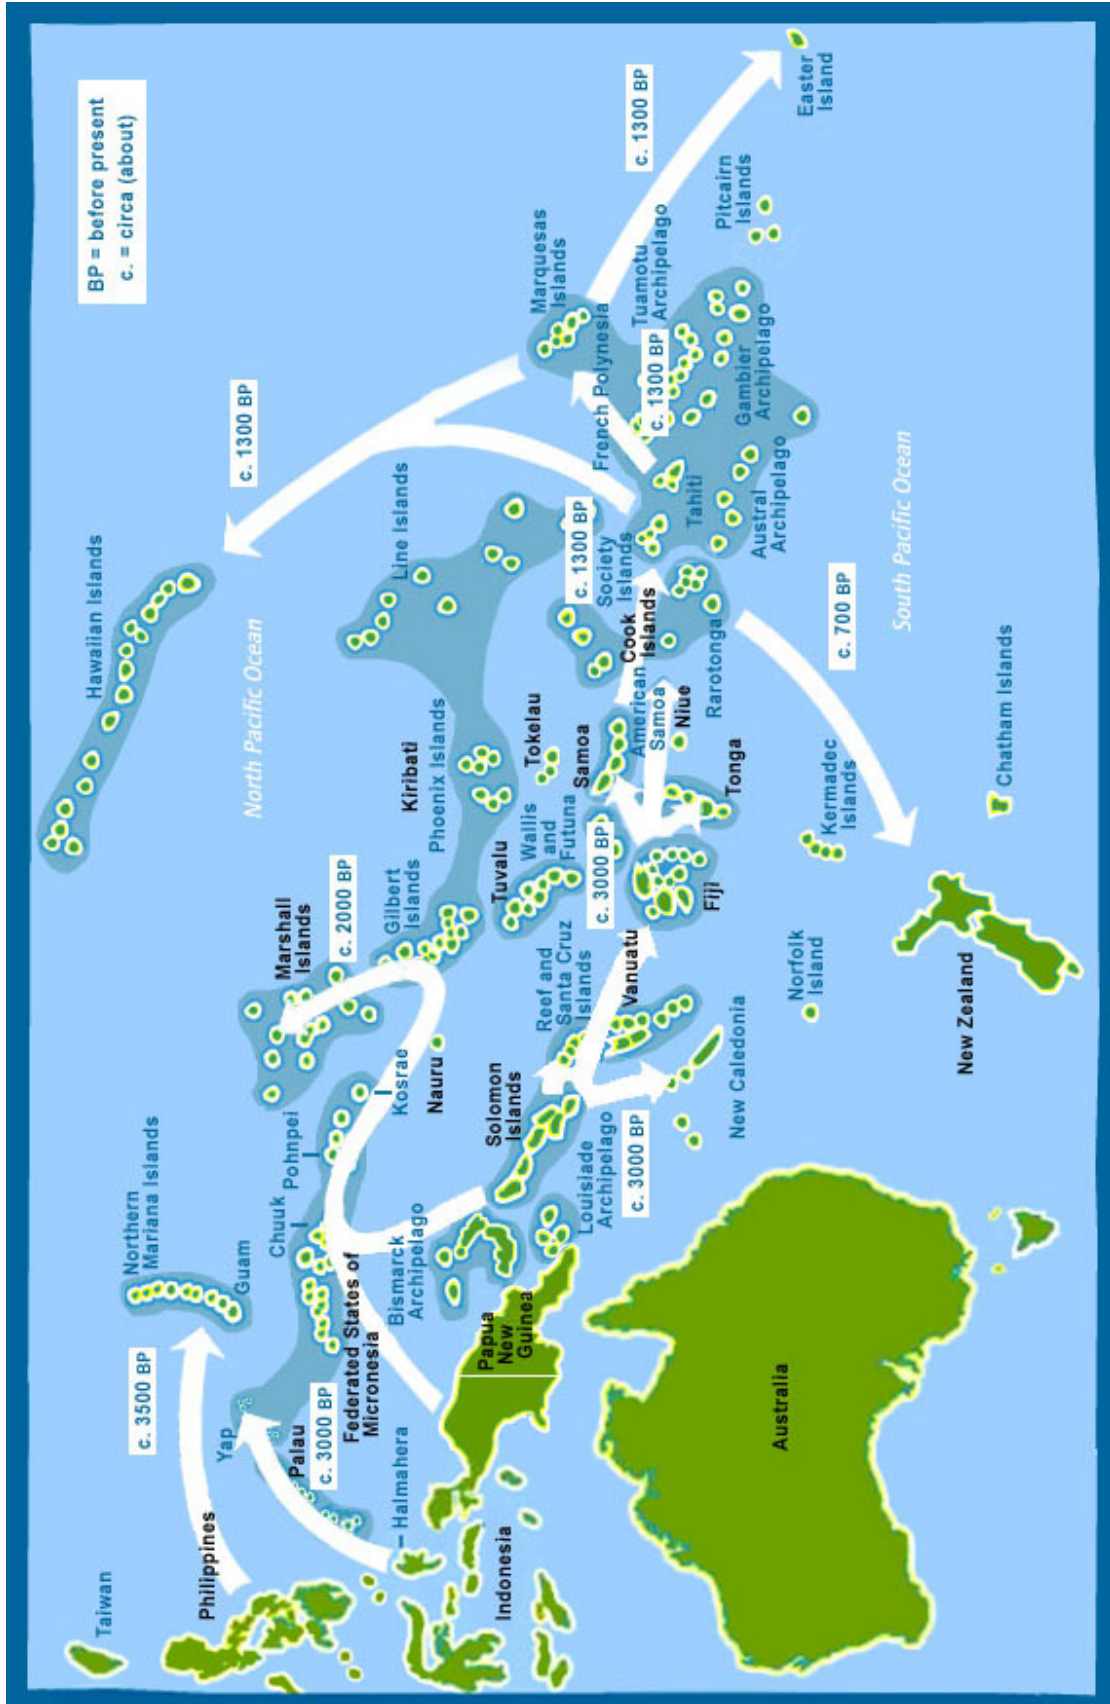 BP = before present
c. = circa (about)
Taiwan
Philippines
c. 3500 BP
Northern
Mariana Islands
Guam
Yap
Palau
c. 3000 BP
Halmahera
Indonesia
Federated States of
Micronesia
Chuuk
Pohnpei
Kosrae
Marshall
Islands
c. 2000 BP
Gilbert
Islands
Nauru
Kiribati
Phoenix Islands
Line Islands
North Pacific Ocean
Hawaiian Islands
c. 1300 BP
Bismarck
Archipelago
Papua
New
Guinea
Solomon
Islands
Louisiade
Archipelago
c. 3000 BP
Reef and
Santa Cruz
Islands
Vanuatu
New Caledonia
Tuvalu
Wallis
and
Futuna
c. 3000 BP
Fiji
Tokelau
Samoa
American
Samoa
Niue
Tonga
Cook
Islands
Rarotonga
c. 1300 BP
Society
Islands
Tahiti
Austral
Archipelago
French Polynesia
c. 1300 BP
Marquesas
Islands
Tuamotu
Archipelago
Gambier
Archipelago
Pitcairn
Islands
c. 1300 BP
Easter
Island
South Pacific Ocean
c. 700 BP
Kermadec
Islands
Norfolk
Island
Chatham Islands
New Zealand
Australia